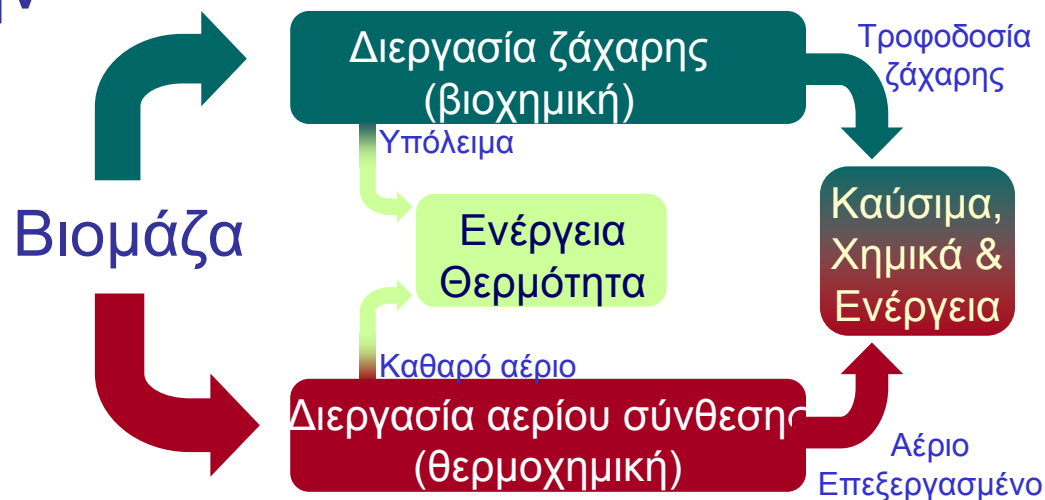 Διεργασία ζάχαρης
(βιοχημική)
Τροφοδοσία
ζάχαρης
Υπόλειμα
Βιομάζα
Ενέργεια
Θερμότητα
Καύσιμα,
Χημικά &
Ενέργεια
Καθαρό αέριο
Διεργασία αερίου σύνθεσης
(θερμοχημική)
Αέριο
Επεξεργασμένο